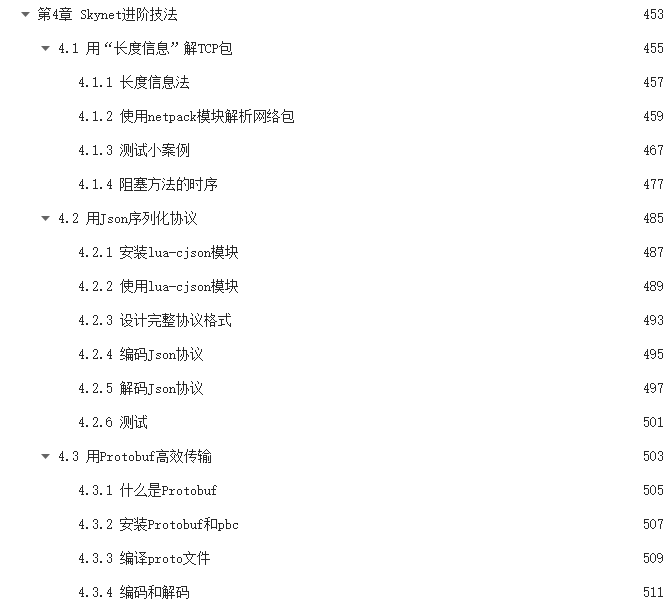 第4章 Skynet进阶技法 453
4.1 用“长度信息”解TCP包 455
4.1.1 长度信息法 457
4.1.2 使用netpack模块解析网络包 459
4.1.3 测试小案例 467
4.1.4 阻塞方法的时序 477
4.2 用Json序列化协议 485
4.2.1 安装lua-cjson模块 487
4.2.2 使用lua-cjson模块 489
4.2.3 设计完整协议格式 493
4.2.4 编码Json协议 495
4.2.5 解码Json协议 497
4.2.6 测试 501
4.3 用Protobuf高效传输 503
4.3.1 什么是Protobuf 505
4.3.2 安装Protobuf和pbc 507
4.3.3 编译proto文件 509
4.3.4 编码和解码 511